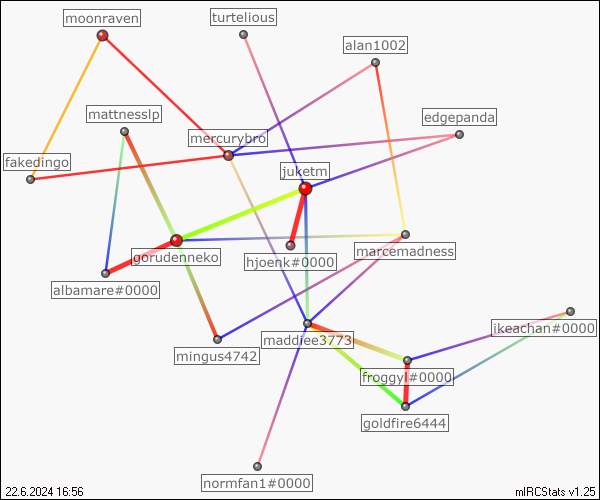 moonraven
turtelious
alan1002
mattnesslp
edgepanda
mercurybro
fakedingo
juketm
gorudenneko
marcemadness
hjoenk#0000
albamare#0000
ikeachan#0000
maddiee3773
mingus4742
froggyl#0000
goldfire6444
normfan1#0000
22.6.2024 16:56
mIRCStats v1.25